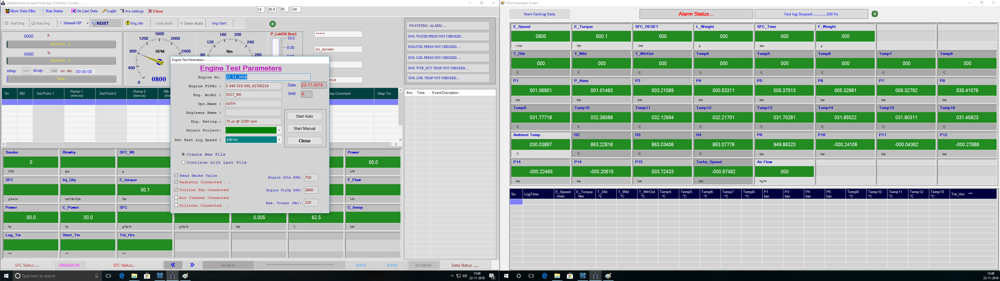 ENGINE DATA ACQUISITION && CONTROL SYSTEM . . . . . . . . .
Show Data Files
Run Status
On Line Data
LogIn
Pre-Settings
Close
3.6
95.0
85
40
Start Eng
Stop Eng
Manual-OP
RESET
Eng_Idle
Cycle_Hold
Semi-Auto
Eng-Start
0000 R
Set Point - 1 :
0000 %
Set Point - 2 :
nStep : 000 nLogs : 000 HH : MM : 00:00:00
Time :
0 400 800 1200 1600 2000 2400
RPM
0800
80 120 160 200 240 280
Nm
P_LubOil (bar)
10.0
8.00
6.00
*****
prj_dynalec
018
NO SYSTEM - ALARM .....
ENG. WATER PRESS NOT CHECKED.....
ENG.FUEL PRESS NOT CHECKED.....
ENG. LOIL PRESS NOT CHECKED......
ENG. WTR_OUT TEMP NOT CHECKED....
ENG. LOIL TEMP NOT CHECKED.....
Sn MD Set Point -1 Ramp-1 (mm.ss) Set Point-2 Ramp 2 (mm.ss) Stb (mm tep Comment Step Tm
Sno Time Event Discription
Engine Test Parameters. . . . . . . . . . . .
Engine Test Parameters
Engine No. 22_11_2018
Engine FIPNo : E 040 319 500_61700216
Date : 22-11-2018
Eng. Model : S327_NA
Shift : A
Opr.Name : AJITH
Engineer Name :
Eng. Rating.: 75 ps @ 2200 rpm
Select Project:
Set Fast Log Speed : 100 Hz
Start Auto
Start Manual
Close
Create New File
Continue with Last File
Read Smoke Value
Radiator Connected . .
Cooling Fan Connected
Air Cleaner Connected
Silincer Connected .
Engine IDle RPM: 750
Engine FlyUp RPM: 2800
Max. Torque (Nm): 150
Smoke Blowby SFC_Wt Power
0 00.0
FSN lpm g kW
SFC Inj_Qty C_torque F_Flow
00.1
g/kw.hr mm³/str/Cyln Nm l/hr
Power C_Power SFC C_bmep
00.0 00.0 0.005 62.5
hp hp g/hp.hr g/hp.hr bar % bar
Log_Tm Start_Tm Tol_Hrs
--- --- ---
SFC Status ..... 0000:04:29 SFC Status... Serial In ************************************ 0.010 0.010 01:48:49 Data Status .......
Type here to search
13:48
22-11-2018
3
InPut Parameter Screen
Start-FastLog Data
Alarm Status...
Fast log Stopped..............100 Hz
E_Speed E_Torque SFC_RESET L_Weight SFC_Time F_Weight
0800 000.1 000 000 000 000
r/min Nm Unit g sec g
T_Dbt T_Wbt T_WtrOut Temp4 Temp5 Temp6 Temp7 Temp8
000 000 000 000 000 000 000 000
℃ ℃ ℃ ℃ ℃ ℃ ℃ ℃
P1 P_Atms P3 P4 P5 P6 P7 P8
001.06901 001.01463 003.21089 000.53311 005.37513 005.32981 005.32792 535.41076
bar bar bar bar bar bar bar bar
Temp9 Temp10 Temp11 Temp12 Temp13 Temp14 Temp15 Temp16
031.77718 032.38088 032.12694 032.21701 031.70281 031.85522 031.80311 031.45823
℃ ℃ ℃ ℃ ℃ ℃ ℃ ℃
Ambient Temp R2 R3 R4 P9 P10 P11 P12
030.03897 863.22818 863.03406 863.07776 949.86323 -000.24106 -000.04362 -000.27886
℃ ℃ ℃ ℃ bar bar bar bar
P14 P14 P15 Turbo_Speed Air Flow
-000.22465 -000.20615 003.72433 -000.97482 000
bar bar bar rpm kg/hr
Sn LogTime E_Speed r/min E_Torque Nm T_Dbt °C T_Wbt °C T_WtrOut °C Temp4 °C Temp5 °C Temp6 °C Temp7 °C Temp8 °C P1 bar P3 bar P4 bar P5 bar Temp9 °C Temp10 °C Temp11 °C Temp12 °C Temp13 °C Tol_Hrs ***
13:48
22-11-2018